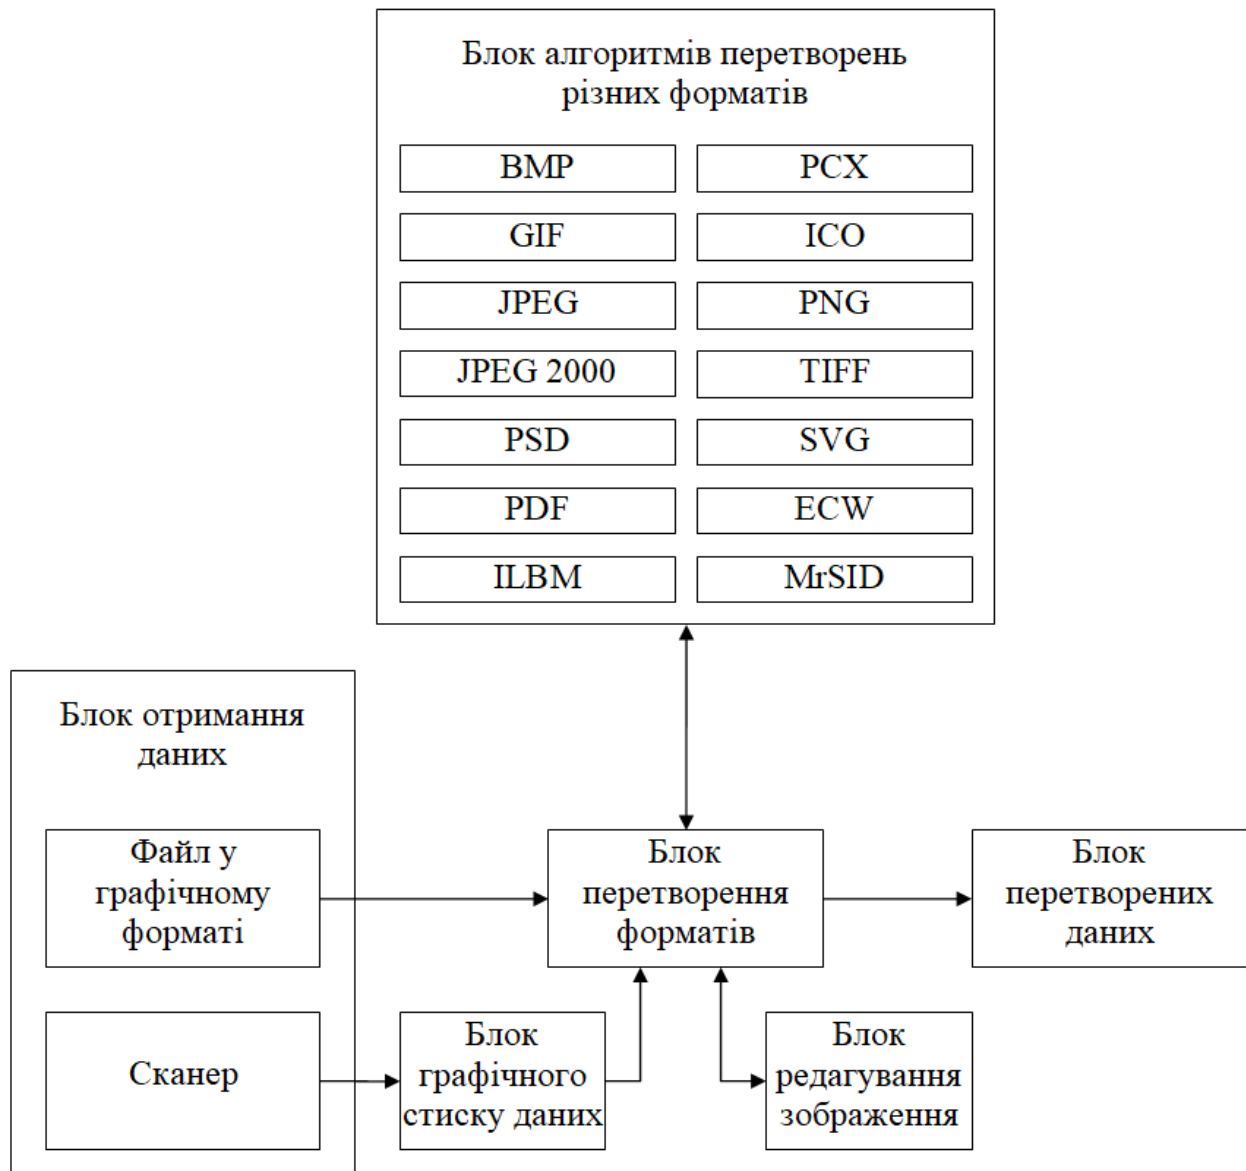 Блок алгоритмів перетворень
різних форматів
BMP
PCX
GIF
ICO
JPEG
PNG
JPEG 2000
TIFF
PSD
SVG
PDF
ECW
ILBM
MrSID
Блок отримання
даних
Файл у
графічному
форматі
Блок
перетворення
форматів
Блок
перетворених
даних
Сканер
Блок
графічного
стиску даних
Блок
редагування
зображення